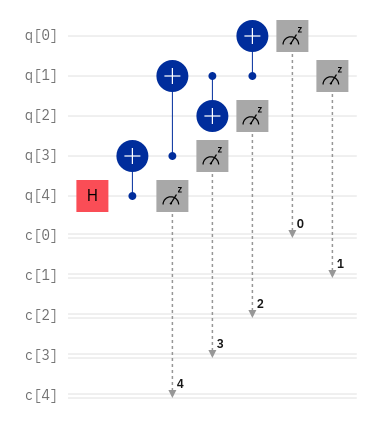 q[0] z
q[1] z
q[2] z
q[3] z
q[4] H z
c[0] 0
c[1] 1
c[2] 2
c[3] 3
c[4] 4